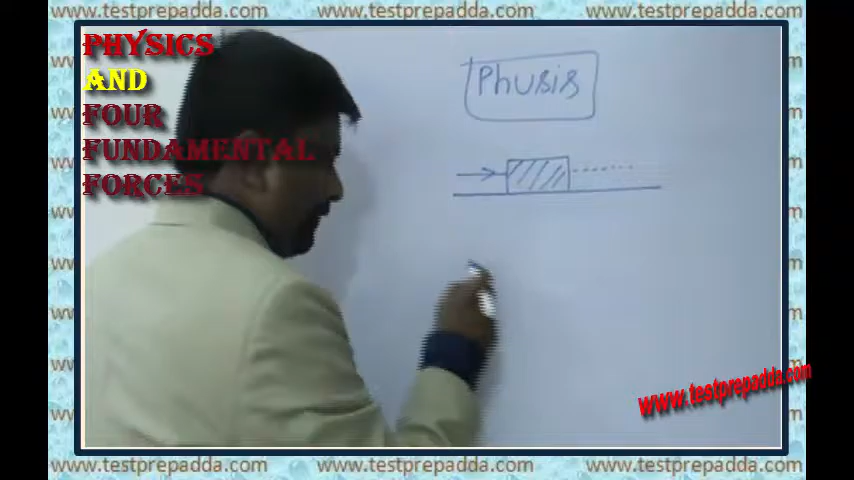 www.testprepadda.com www.testprepadda.com www.testprepadda.com
PHYSICS
AND
FOUR
FUNDAMENTAL
FORCES
Phusis
www.testprepadda.com
www.testprepadda.com www.testprepadda.com www.testprepadda.com